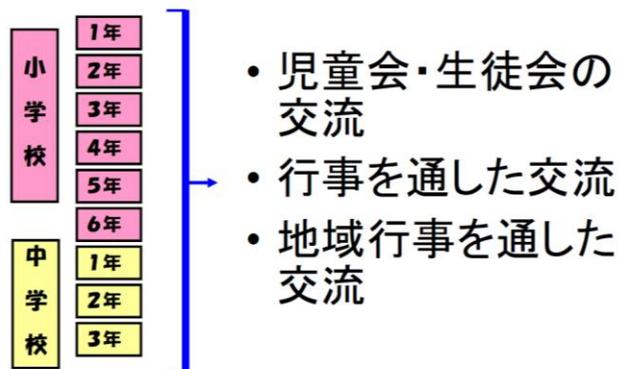 小学校
1年
2年
3年
4年
5年
6年
中学校
1年
2年
3年
• 児童会・生徒会の
交流
• 行事を通した交流
• 地域行事を通した
交流